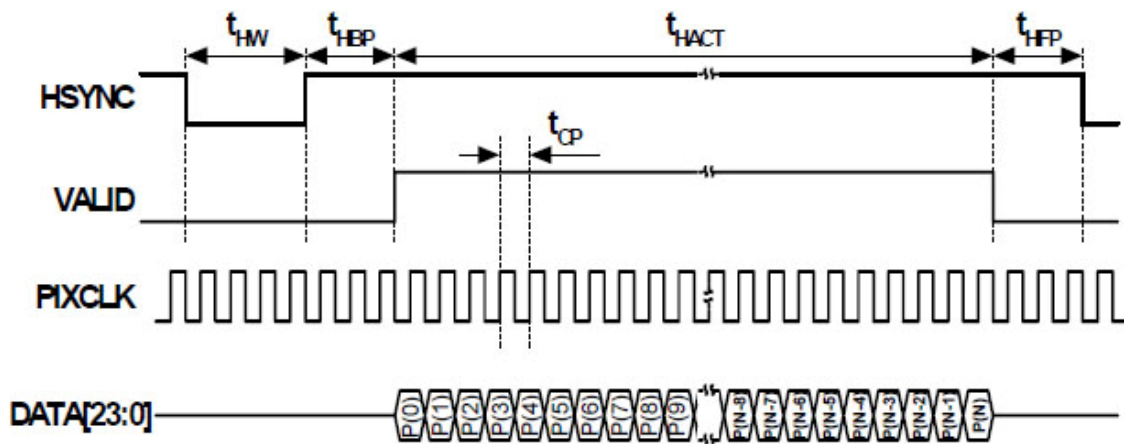 tHW tHBP tHACT tHFP
HSYNC
tCP
VALID
PIXCLK
DATA[23:0] P(0) P(1) P(2) P(3) P(4) P(5) P(6) P(7) P(8) P(9) P(N-8) P(N-7) P(N-6) P(N-5) P(N-4) P(N-3) P(N-2) P(N-1) P(N)